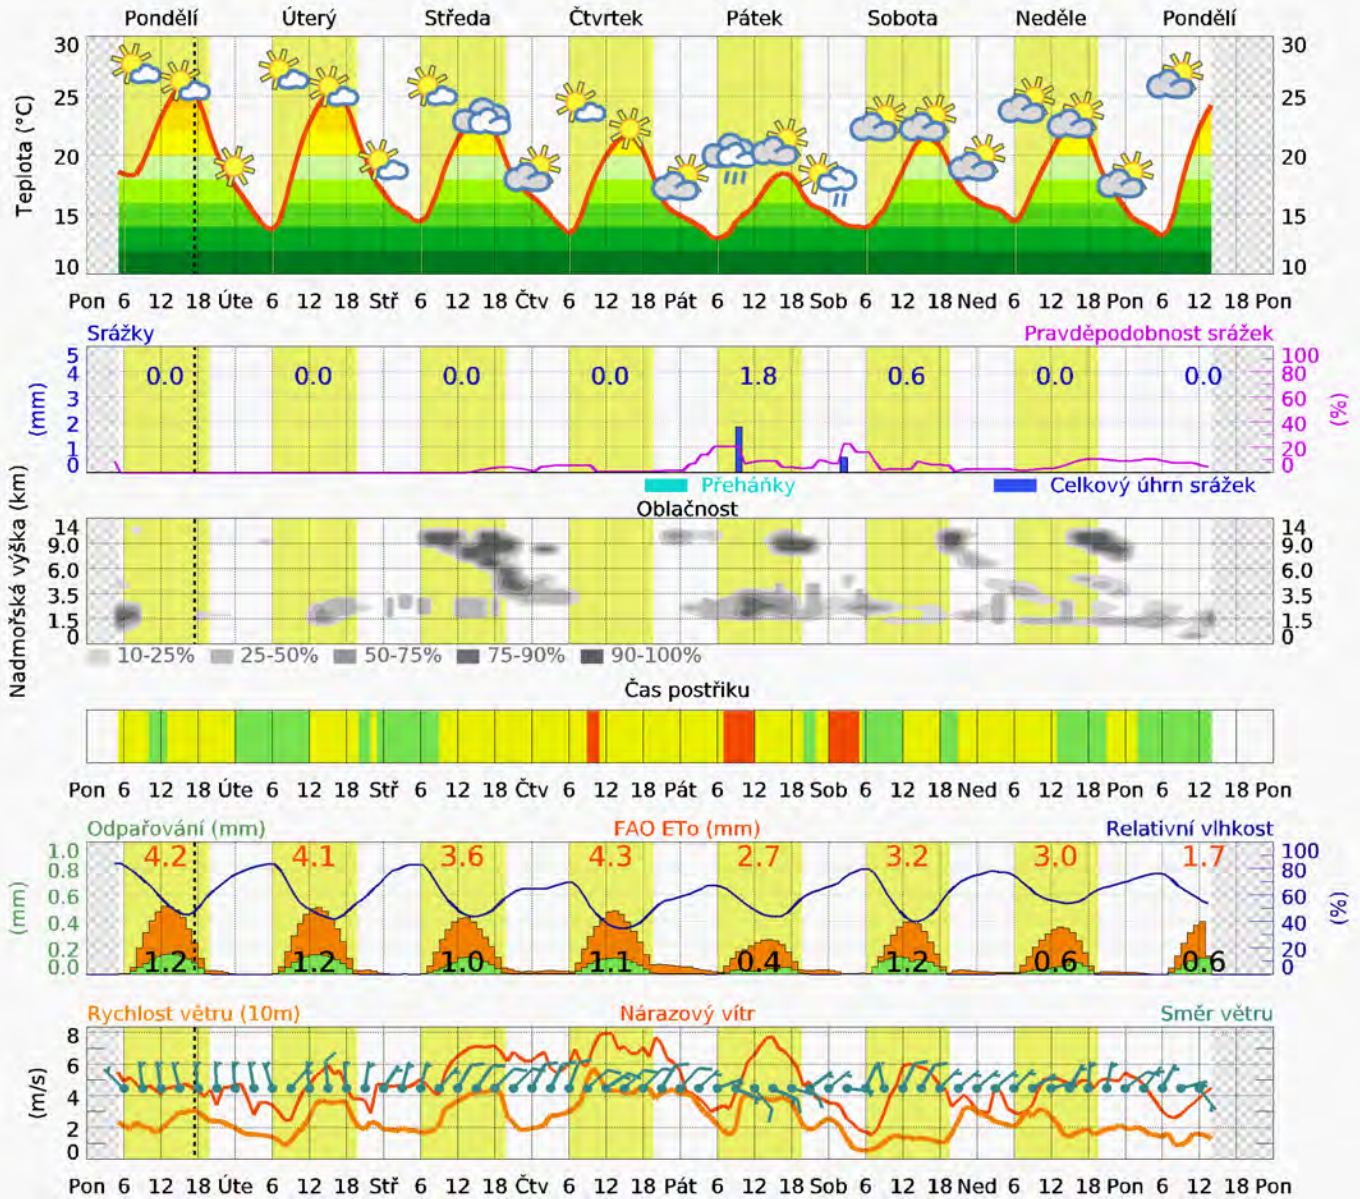 Pondělí Úterý Středa Čtvrtek Pátek Sobota Neděle Pondělí
Teplota (°C)
30 30
25 25
20 20
15 15
10 10
Pon 6 12 18 Úte 6 12 18 Stř 6 12 18 Čtv 6 12 18 Pát 6 12 18 Sob 6 12 18 Ned 6 12 18 Pon 6 12 18 Pon
Srážky Pravděpodobnost srážek
(mm) (%)
5 100
4 0.0 0.0 0.0 0.0 1.8 0.6 0.0 0.0 80
3 60
2 40
1 20
0 0
Přeháňky Celkový úhrn srážek
Oblačnost
Nadmořská výška (km)
14 14
9.0 9.0
6.0 6.0
3.5 3.5
1.5 1.5
0 0
10-25% 25-50% 50-75% 75-90% 90-100%
Čas postřiku
Pon 6 12 18 Úte 6 12 18 Stř 6 12 18 Čtv 6 12 18 Pát 6 12 18 Sob 6 12 18 Ned 6 12 18 Pon 6 12 18 Pon
Odpařování (mm) FAO ETo (mm) Relativní vlhkost
(mm) (%)
1.0 4.2 4.1 3.6 4.3 2.7 3.2 3.0 1.7 100
0.8 80
0.6 60
0.4 40
0.2 20
0.0 1.2 1.2 1.0 1.1 0.4 1.2 0.6 0.6 0
Rychlost větru (10m) Nárazový vítr Směr větru
(m/s)
8
6
4
2
0
Pon 6 12 18 Úte 6 12 18 Stř 6 12 18 Čtv 6 12 18 Pát 6 12 18 Sob 6 12 18 Ned 6 12 18 Pon 6 12 18 Pon